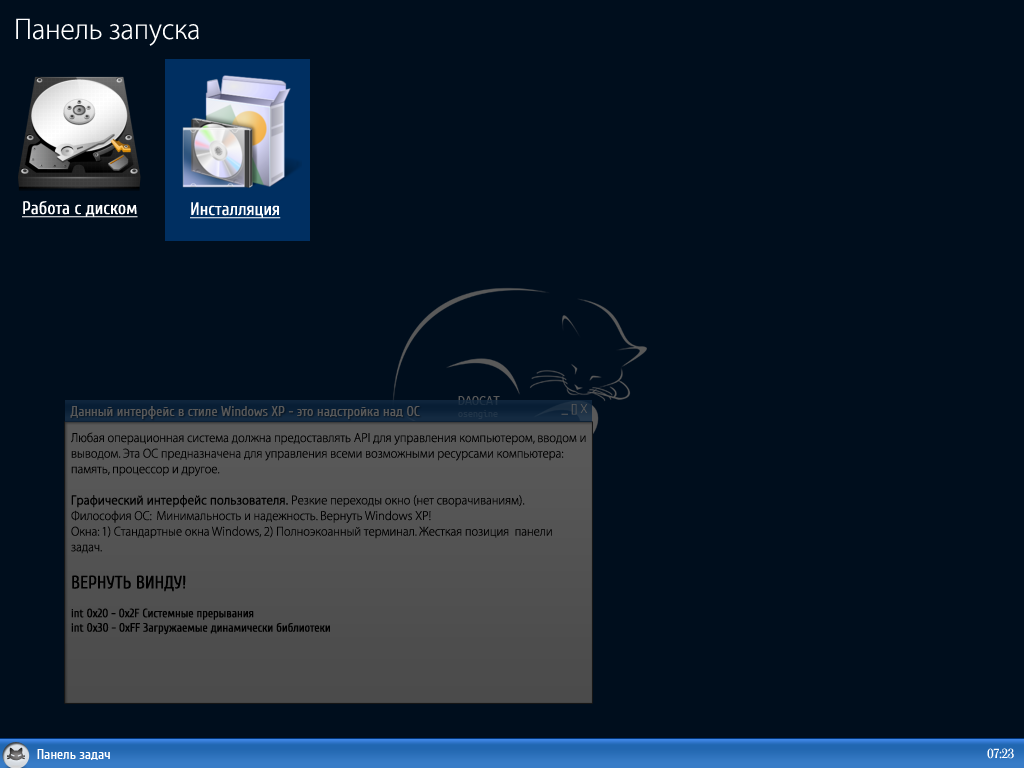 Панель запуска
Работа с диском
Инсталляция
DAOCAT
Данный интерфейс в стиле Windows XP - это надстройка над ОС
_ [] X
Любая операционная система должна предоставлять API для управления компьютером, вводом и
выводом. Эта ОС предназначена для управления всеми возможными ресурсами компьютера:
память, процессор и другое.
Графический интерфейс пользователя. Резкие переходы окно (нет сворачиваниям).
Философия ОС: Минимальность и надежность. Вернуть Windows XP!
Окна: 1) Стандартные окна Windows, 2) Полноэкоанный терминал. Жесткая позиция панели
задач.
ВЕРНУТЬ ВИНДУ!
int 0x20 - 0x2F Системные прерывания
int 0x30 - 0xFF Загружаемые динамически библиотеки
Панель задач
07:23